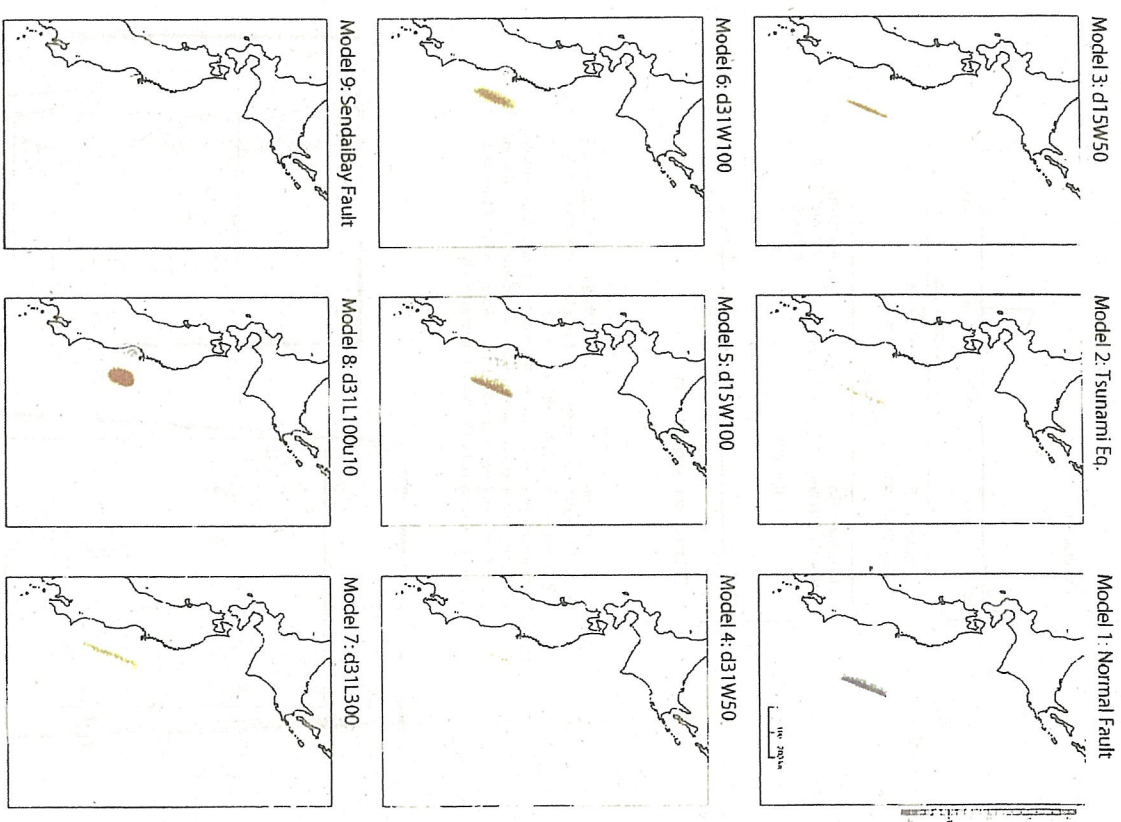 Model 1: Normal Fault
Model 2: Tsunami Eq.
Model 3: d15W50
Model 4: d31W50
Model 5: d15W100
Model 6: d31W100
Model 7: d31L300
Model 8: d31L100u10
Model 9: SendaiBay Fault